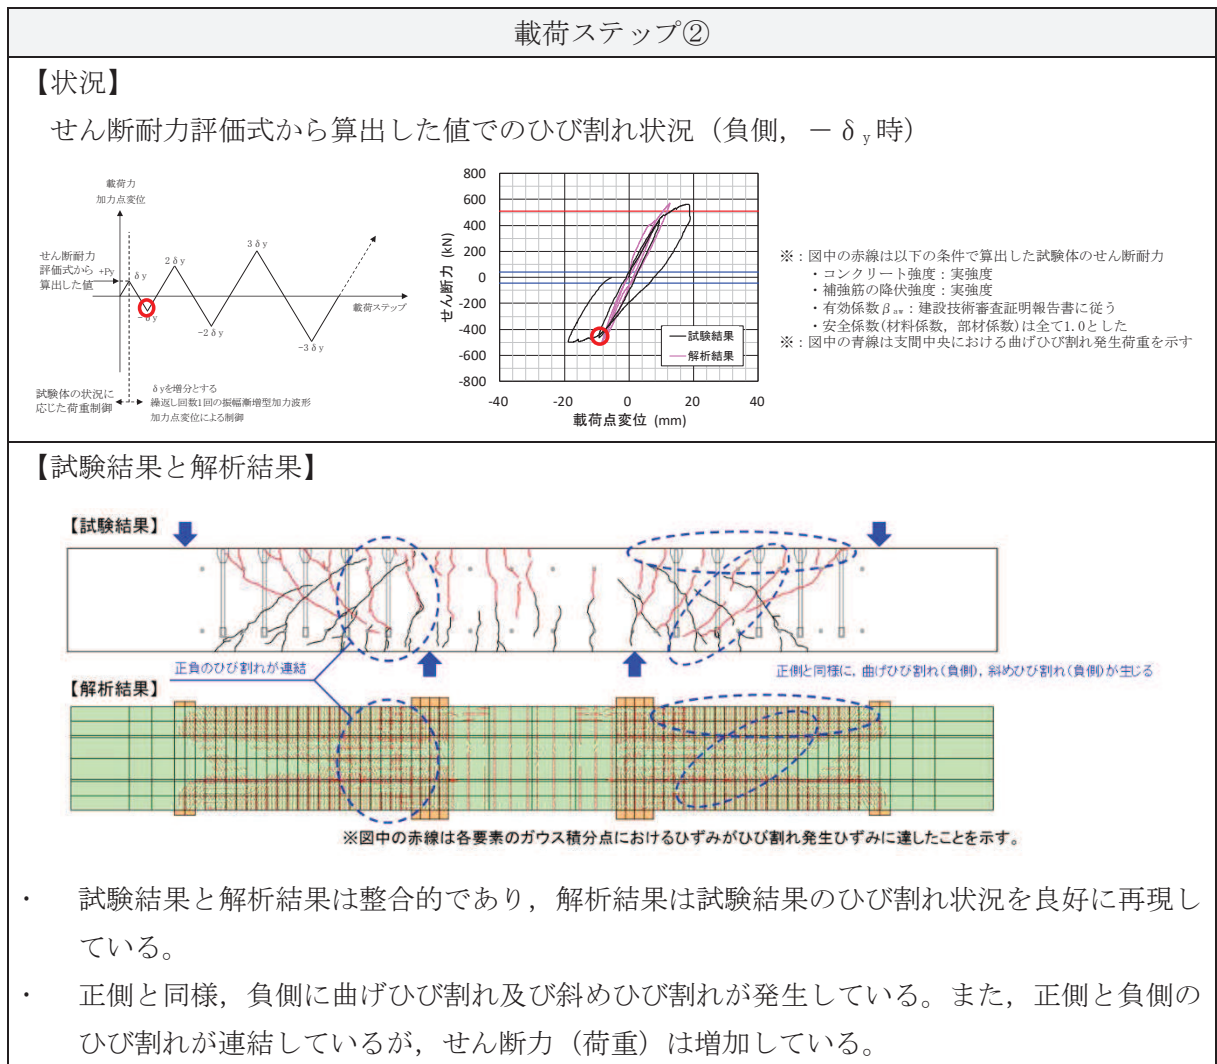 載荷ステップ②
【状況】
せん断耐力評価式から算出した値でのひび割れ状況（負側，－δy時）
載荷力
加力点変位
せん断耐力
評価式から
算出した値
+Py
δy
2δy
3δy
-δy
-2δy
-3δy
載荷ステップ
試験体の状況に
応じた荷重制御
δyを増分とする
繰返し回数1回の振幅漸増型加力波形
加力点変位による制御
せん断力 (kN)
800
600
400
200
0
-200
-400
-600
-800
-40
-20
0
20
40
載荷点変位 (mm)
試験結果
解析結果
※：図中の赤線は以下の条件で算出した試験体のせん断耐力
・コンクリート強度：実強度
・補強筋の降伏強度：実強度
・有効係数βaw：建設技術審査証明報告書に従う
・安全係数(材料係数，部材係数)は全て1.0とした
※：図中の青線は支間中央における曲げひび割れ発生荷重を示す
【試験結果と解析結果】
【試験結果】
正負のひび割れが連結
正側と同様に，曲げひび割れ(負側)，斜めひび割れ(負側)が生じる
【解析結果】
※図中の赤線は各要素のガウス積分点におけるひずみがひび割れ発生ひずみに達したことを示す。
・ 試験結果と解析結果は整合的であり，解析結果は試験結果のひび割れ状況を良好に再現し
ている。
・ 正側と同様，負側に曲げひび割れ及び斜めひび割れが発生している。また，正側と負側の
ひび割れが連結しているが，せん断力（荷重）は増加している。